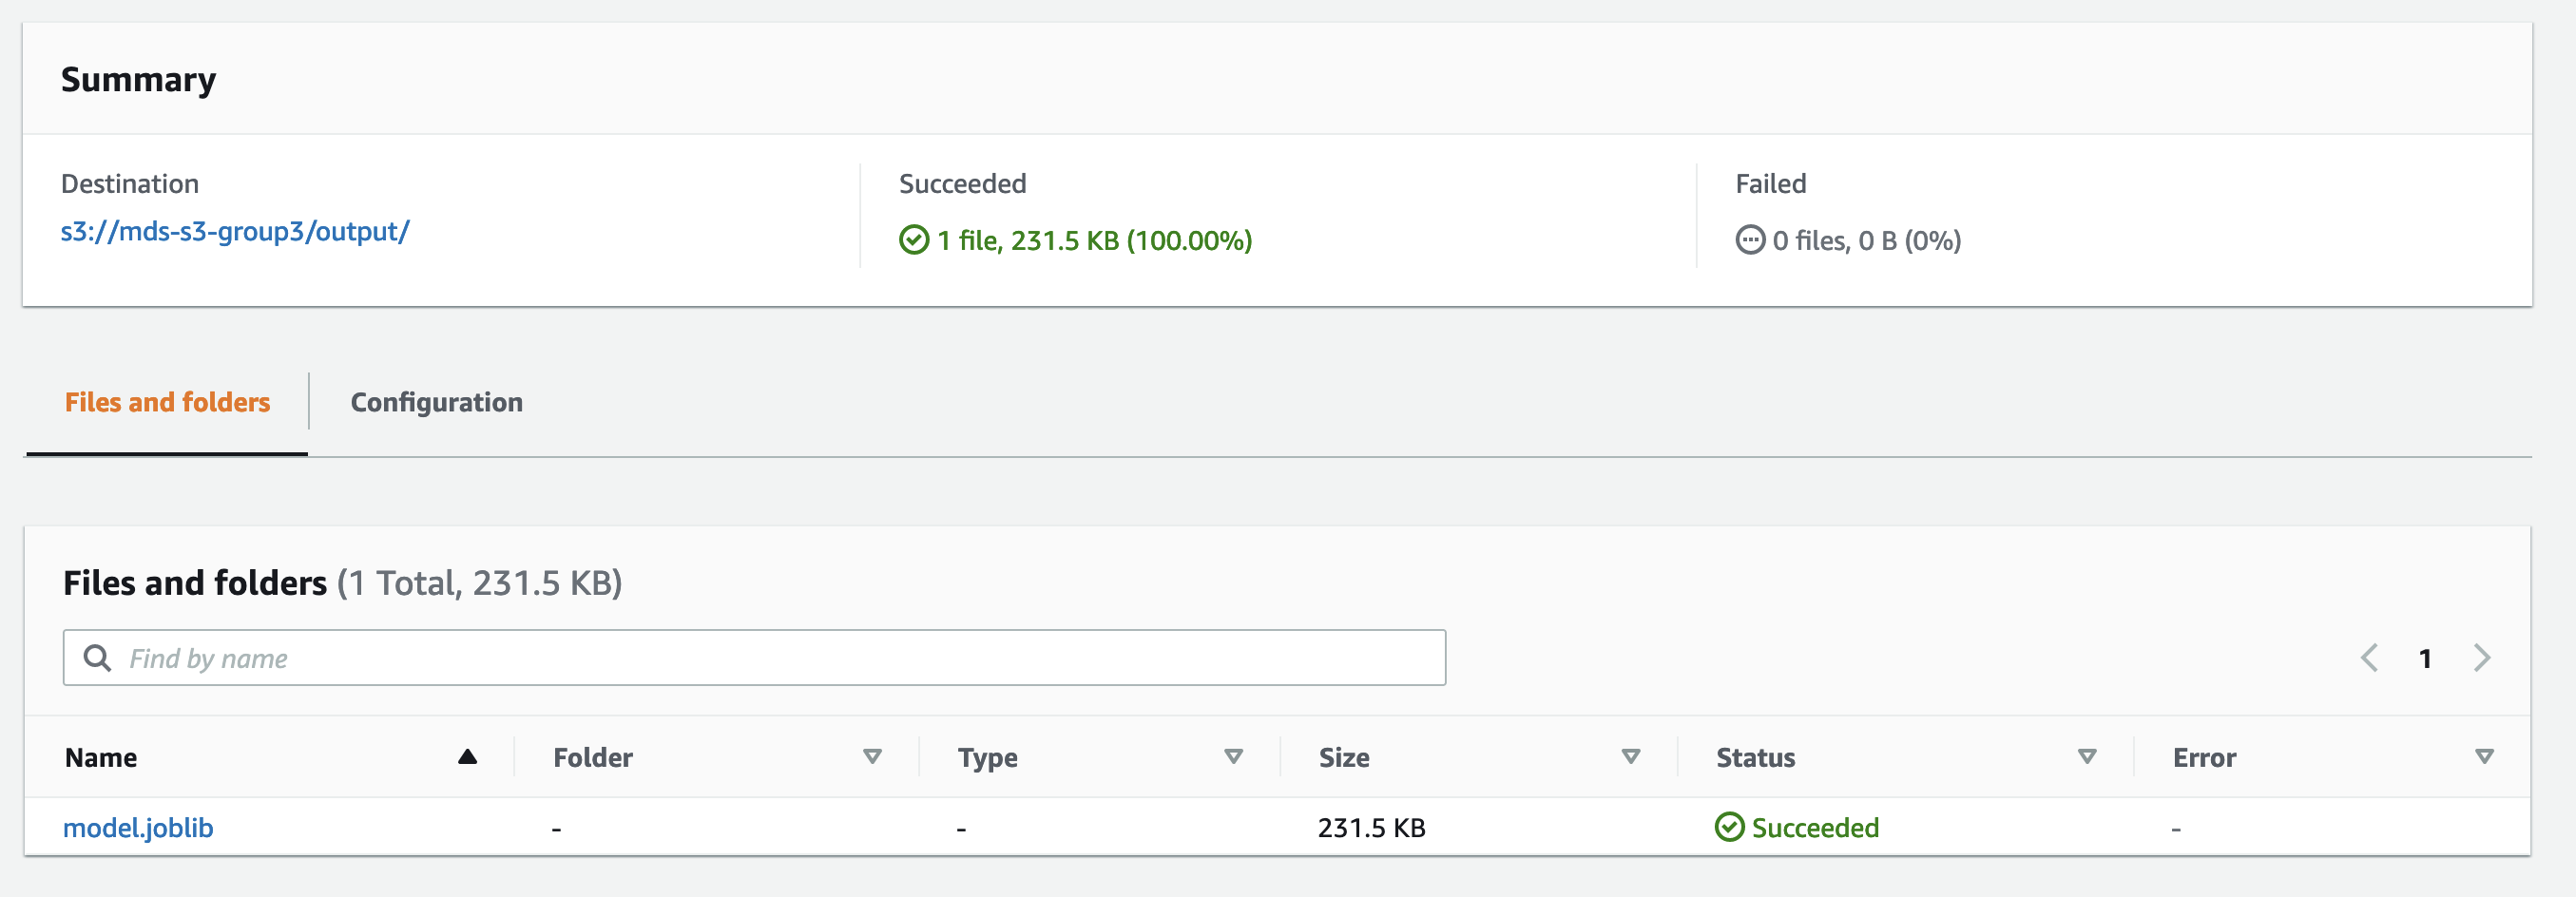 Summary
Destination
s3://mds-s3-group3/output/
Succeeded
1 file, 231.5 KB (100.00%)
Failed
0 files, 0 B (0%)
Files and folders
Configuration
Files and folders (1 Total, 231.5 KB)
Find by name
1
Name Folder Type Size Status Error
model.joblib - - 231.5 KB Succeeded -